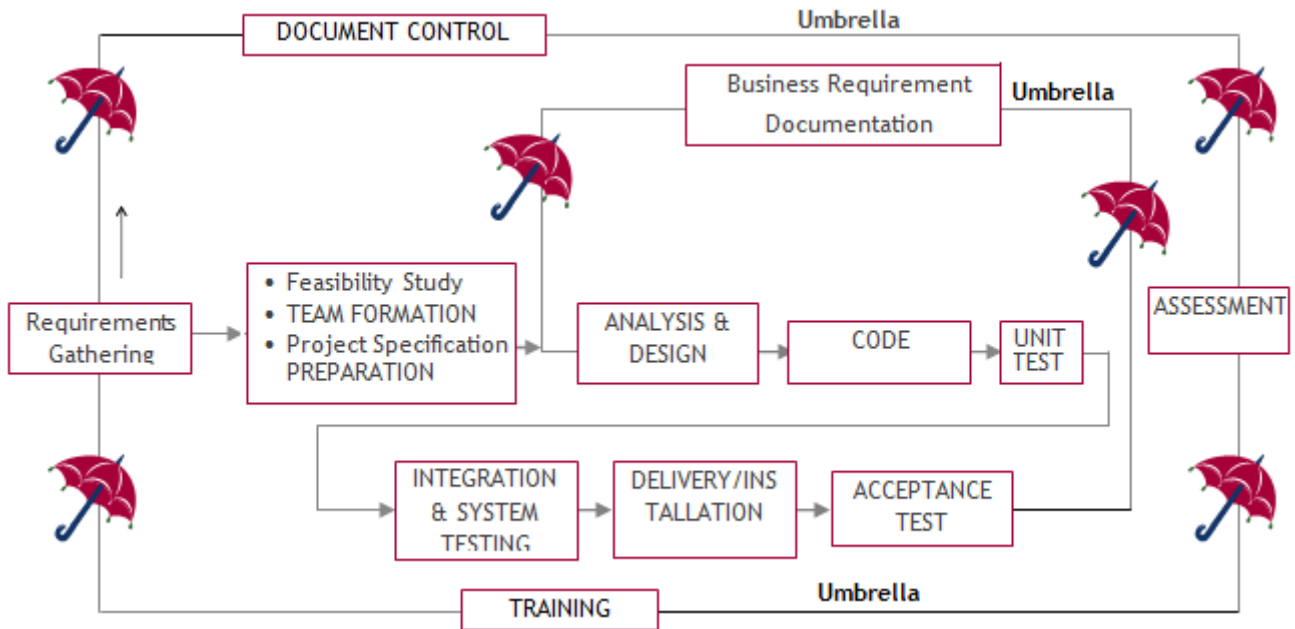 DOCUMENT CONTROL
Umbrella
Business Requirement
Documentation
Umbrella
Requirements
Gathering
• Feasibility Study
• TEAM FORMATION
• Project Specification
PREPARATION
ANALYSIS &
DESIGN
CODE
UNIT
TEST
ASSESSMENT
INTEGRATION
& SYSTEM
TESTING
DELIVERY/INS
TALLATION
ACCEPTANCE
TEST
TRAINING
Umbrella